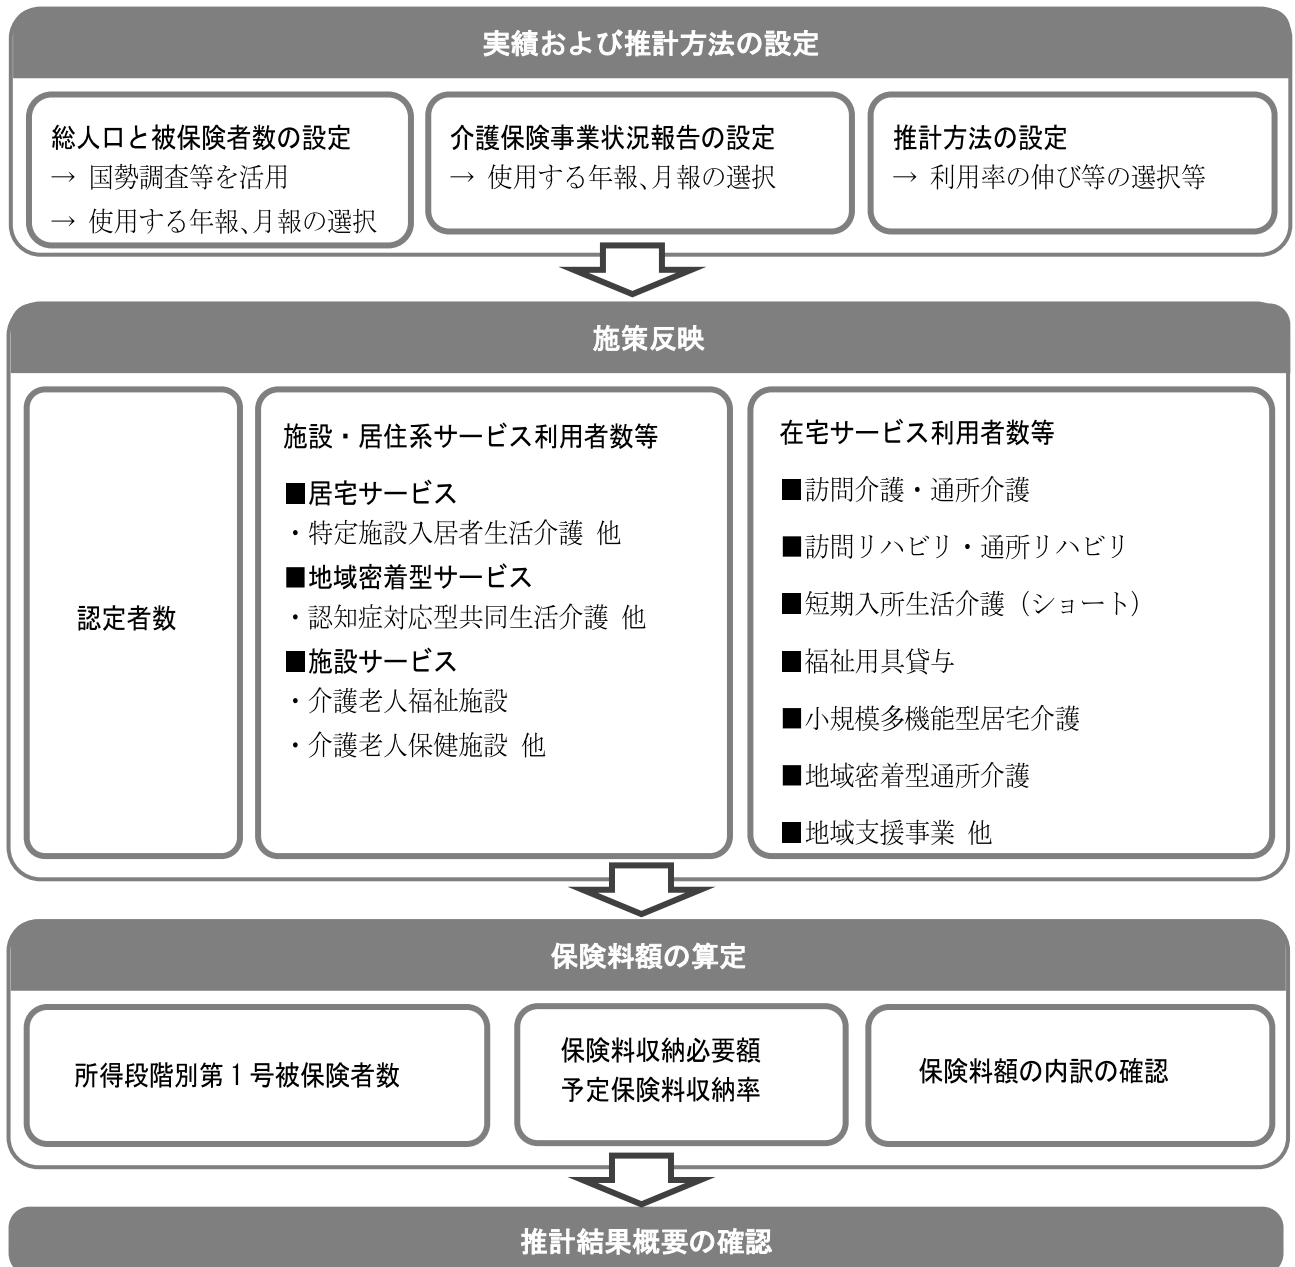 実績および推計方法の設定
総人口と被保険者数の設定
→ 国勢調査等を活用
→ 使用する年報、月報の選択
介護保険事業状況報告の設定
→ 使用する年報、月報の選択
推計方法の設定
→ 利用率の伸び等の選択等
施策反映
認定者数
施設・居住系サービス利用者数等
■居宅サービス
・特定施設入居者生活介護 他
■地域密着型サービス
・認知症対応型共同生活介護 他
■施設サービス
・介護老人福祉施設
・介護老人保健施設 他
在宅サービス利用者数等
■訪問介護・通所介護
■訪問リハビリ・通所リハビリ
■短期入所生活介護（ショート）
■福祉用具貸与
■小規模多機能型居宅介護
■地域密着型通所介護
■地域支援事業 他
保険料額の算定
所得段階別第１号被保険者数
保険料収納必要額
予定保険料収納率
保険料額の内訳の確認
推計結果概要の確認